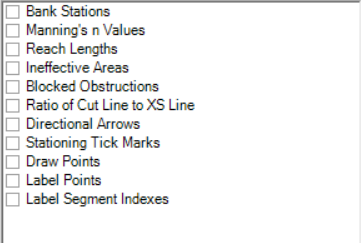 Bank Stations
Manning's n Values
Reach Lengths
Ineffective Areas
Blocked Obstructions
Ratio of Cut Line to XS Line
Directional Arrows
Stationing Tick Marks
Draw Points
Label Points
Label Segment Indexes